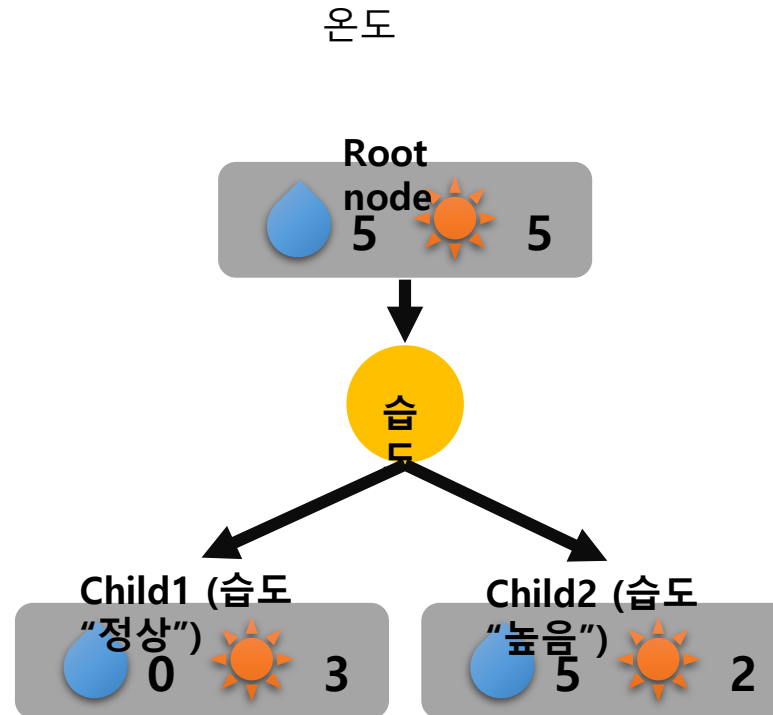 온도
Root
node
5 5
습
도
Child1 (습도
“정상”)
0 3
Child2 (습도
“높음”)
5 2